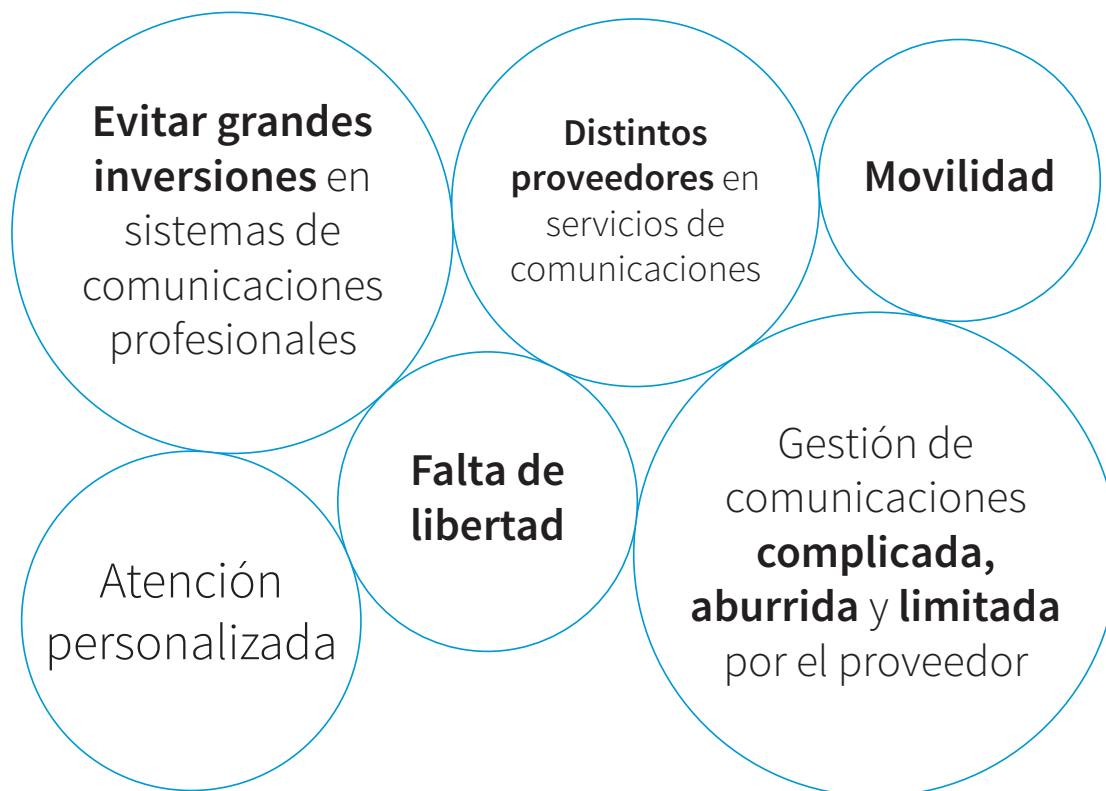 Evitar grandes
inversiones en
sistemas de
comunicaciones
profesionales
Distintos
proveedores en
servicios de
comunicaciones
Movilidad
Falta de
libertad
Gestión de
comunicaciones
complicada,
aburrida y limitada
por el proveedor
Atención
personalizada